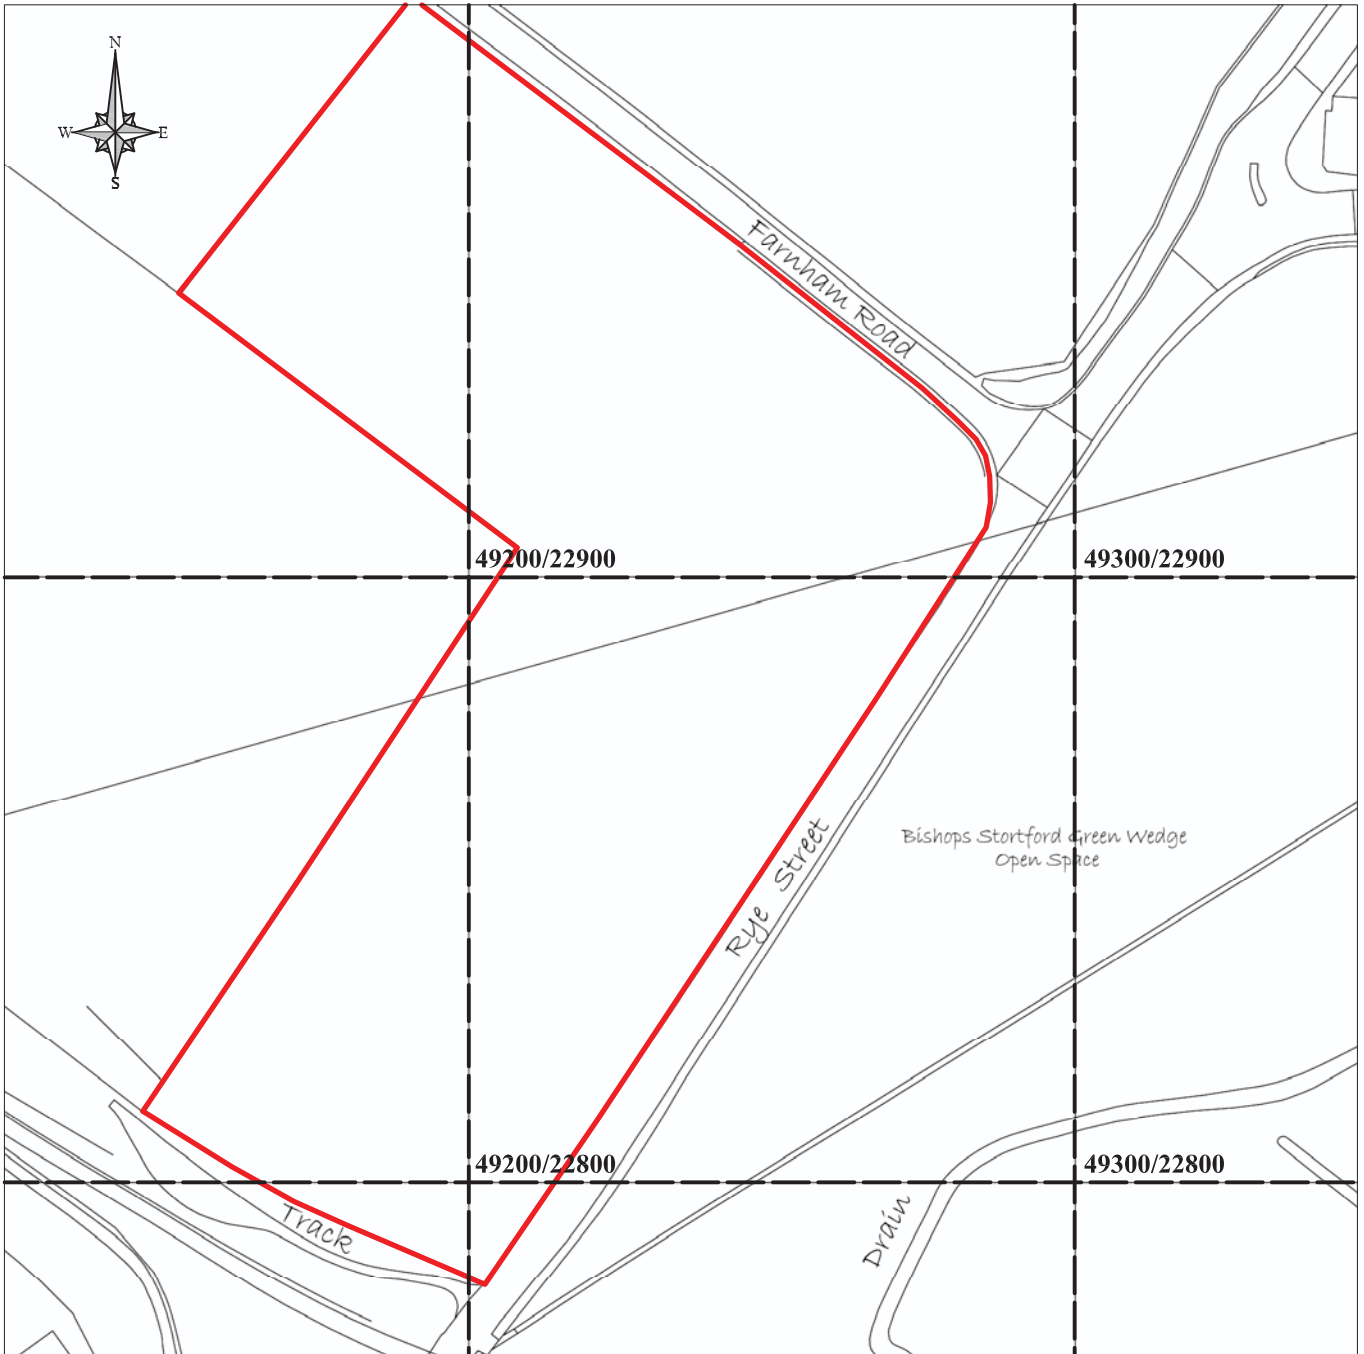 N
W E
S
Farnham Road
49200/22900
49300/22900
Bishops Stortford Green Wedge
Open Space
Rye Street
49200/22800
49300/22800
Track
Drain